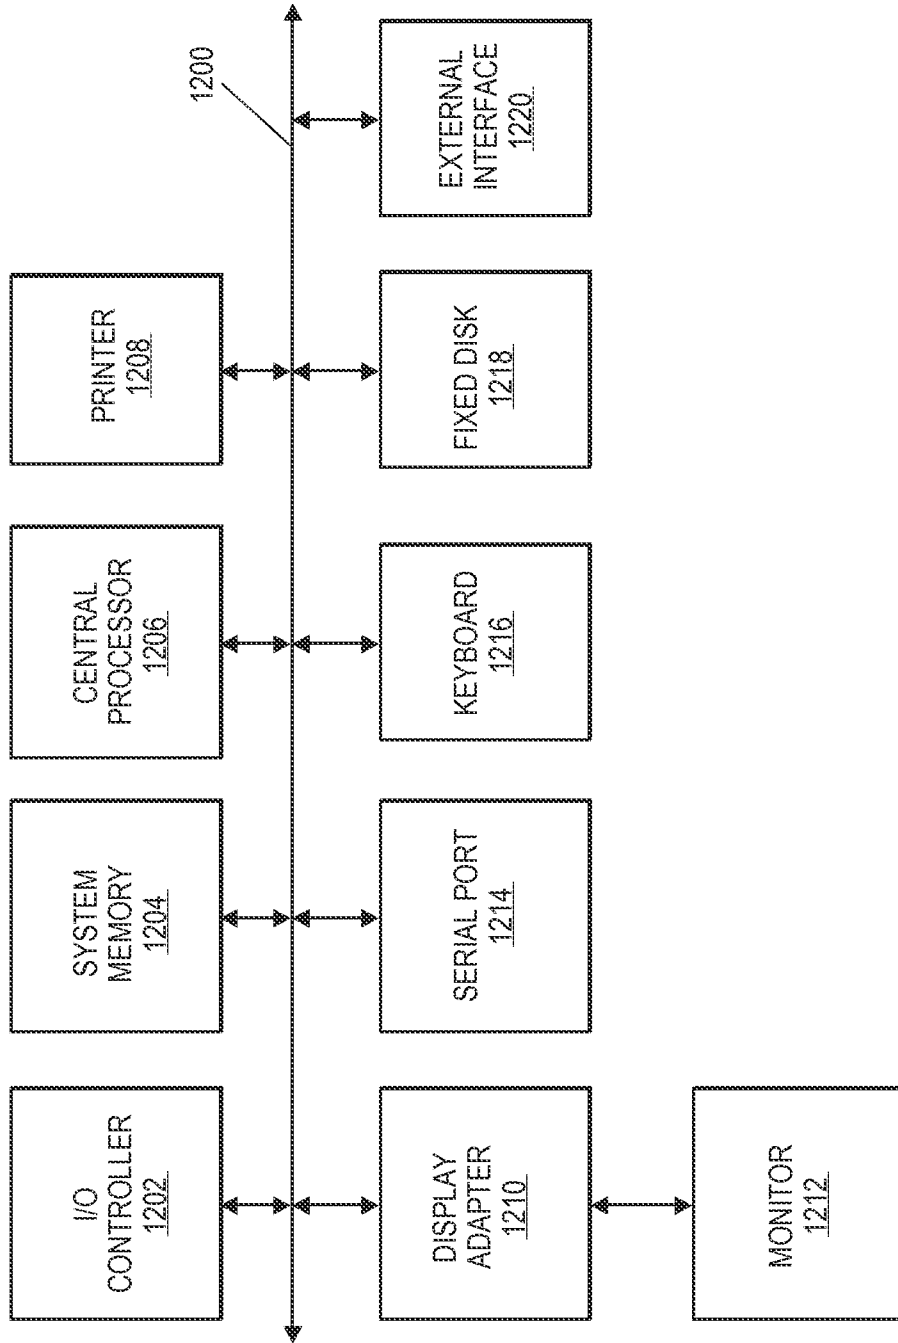 I/O
CONTROLLER
1202
SYSTEM
MEMORY
1204
CENTRAL
PROCESSOR
1206
PRINTER
1208
1200
DISPLAY
ADAPTER
1210
SERIAL PORT
1214
KEYBOARD
1216
FIXED DISK
1218
EXTERNAL
INTERFACE
1220
MONITOR
1212